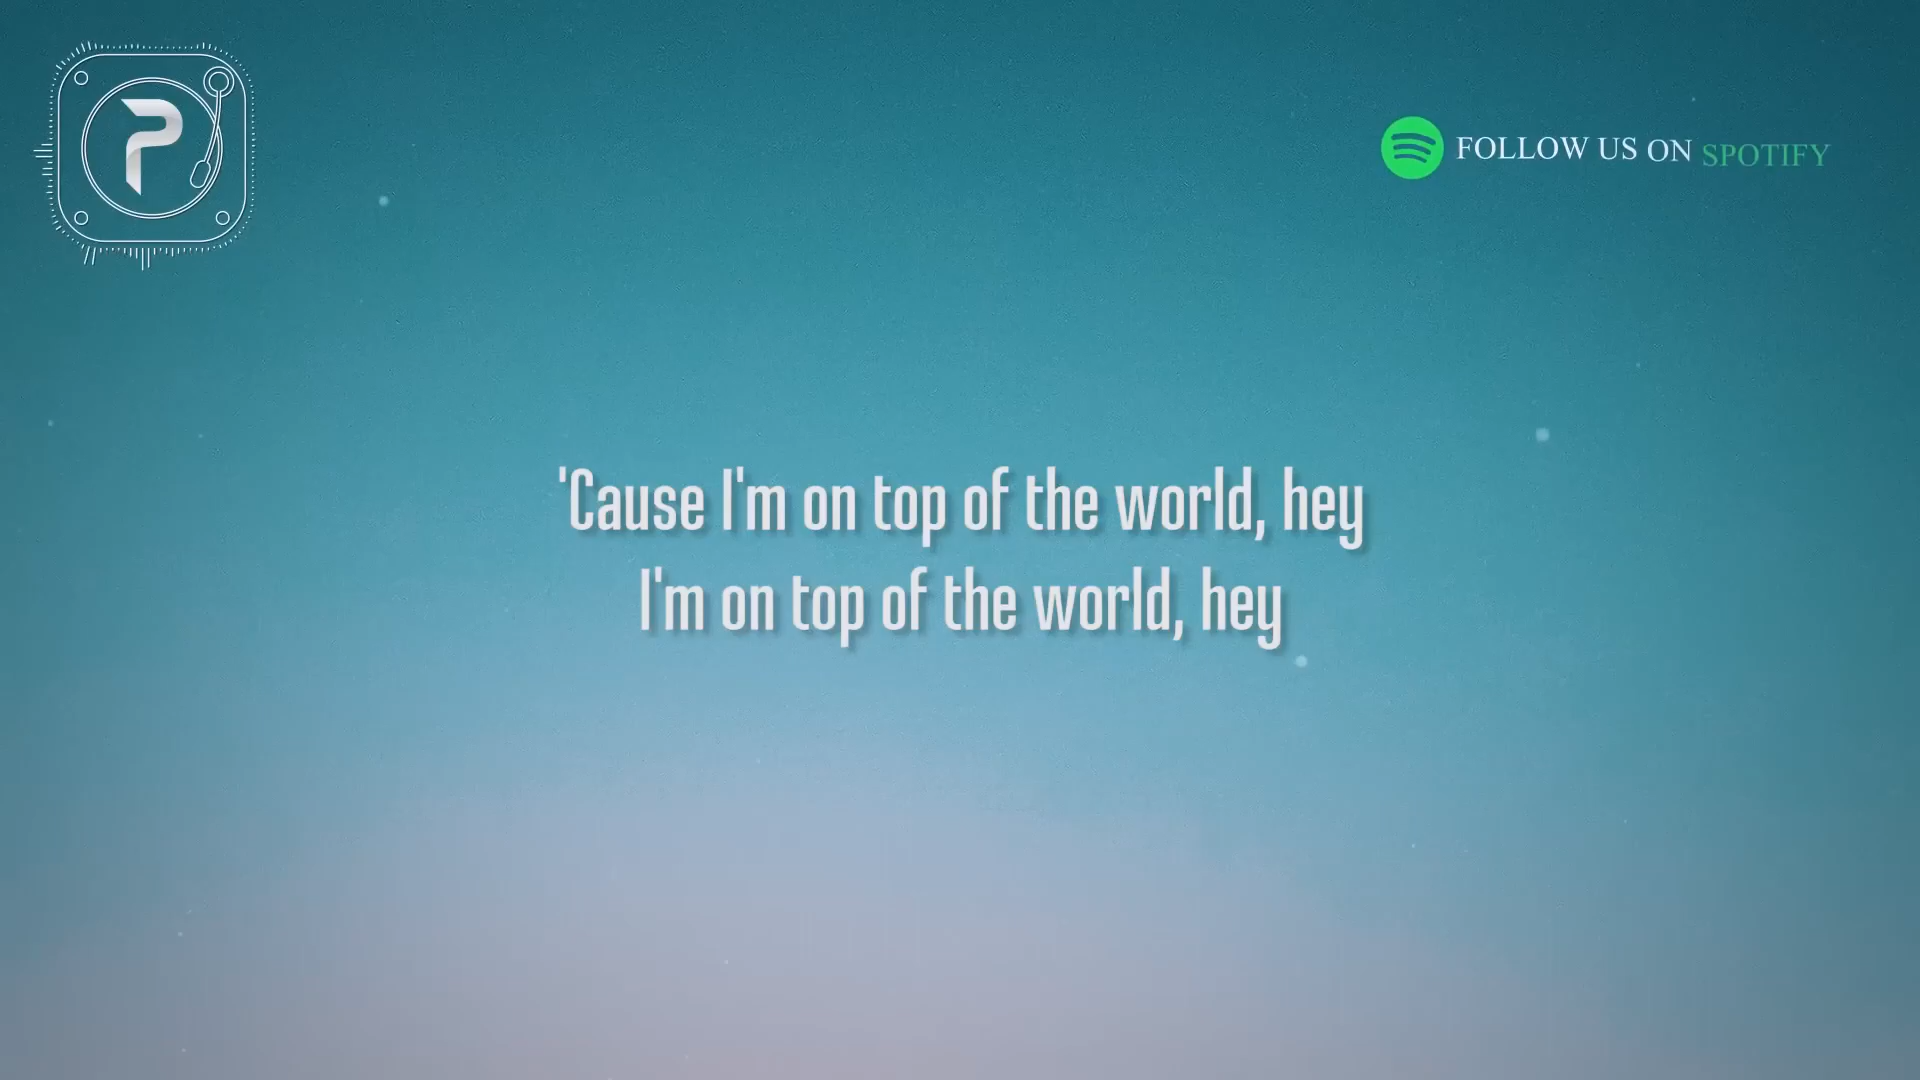 P
FOLLOW US ON SPOTIFY
'Cause I'm on top of the world, hey
I'm on top of the world, hey